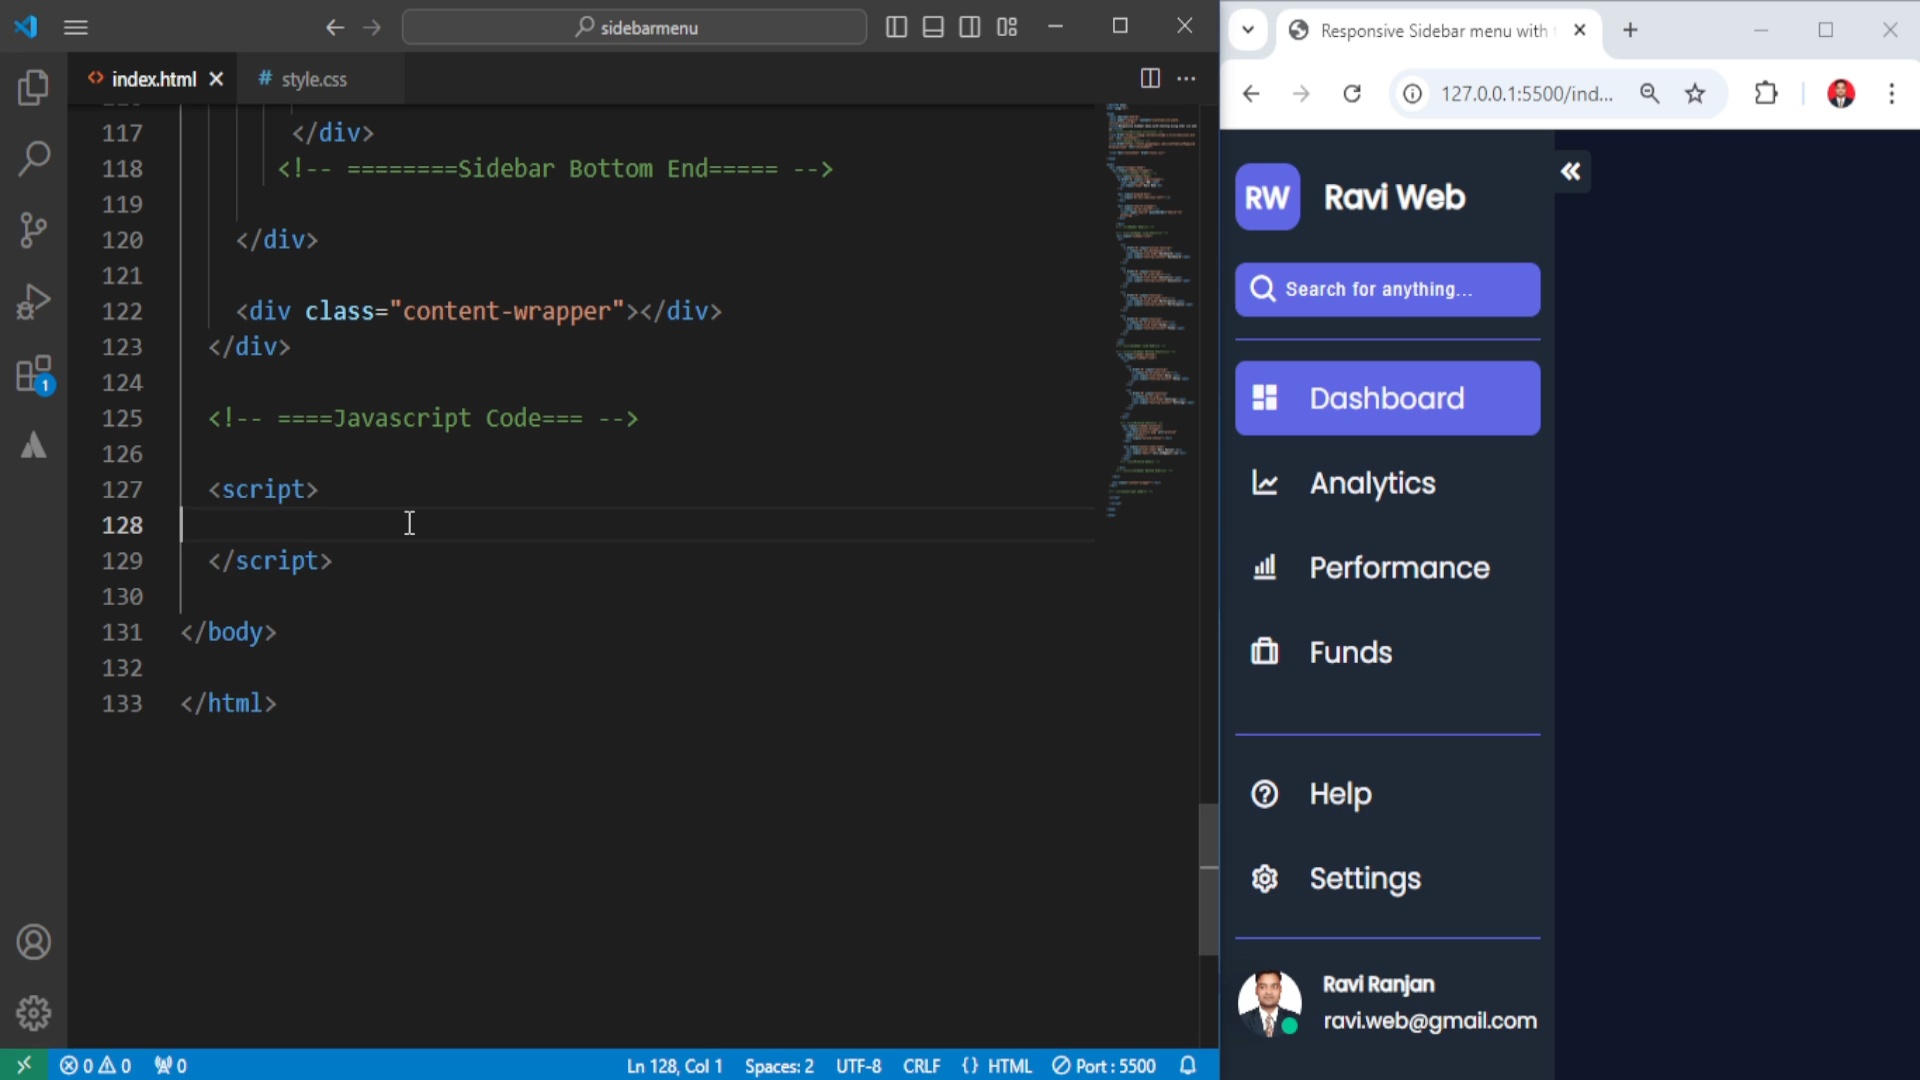 sidebarmenu
index.html
# style.css
117 </div>
118 <!-- ========Sidebar Bottom End===== -->
119
120 </div>
121
122 <div class="content-wrapper"></div>
123 </div>
124
125 <!-- ====Javascript Code=== -->
126
127 <script>
128
129 </script>
130
131 </body>
132
133 </html>
1
0 0 0
Ln 128, Col 1 Spaces: 2 UTF-8 CRLF {} HTML Port : 5500
Responsive Sidebar menu with
127.0.0.1:5500/ind...
RW Ravi Web
Search for anything...
Dashboard
Analytics
Performance
Funds
Help
Settings
Ravi Ranjan
ravi.web@gmail.com